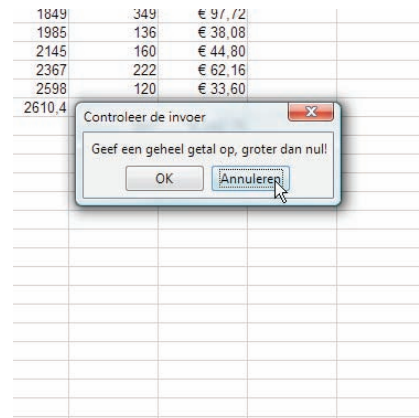 1849 349 € 97,72
1985 136 € 38,08
2145 160 € 44,80
2367 222 € 62,16
2598 120 € 33,60
2610,4
Controleer de invoer
Geef een geheel getal op, groter dan nul!
OK Annuleren